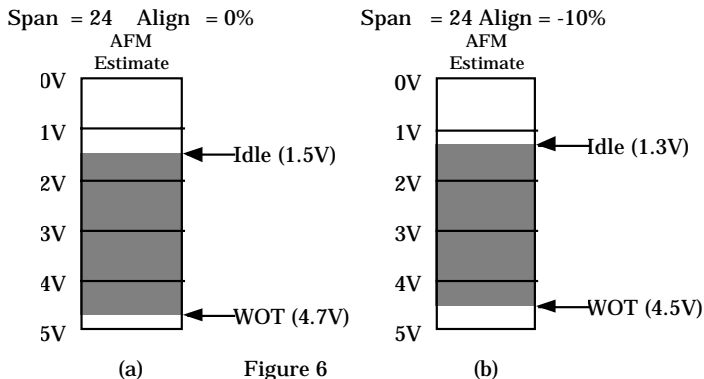 Span = 24 Align = 0%
AFM
Estimate
0V
1V
Idle (1.5V)
2V
3V
4V
WOT (4.7V)
5V
(a)
Span = 24 Align = -10%
AFM
Estimate
0V
1V
Idle (1.3V)
2V
3V
4V
WOT (4.5V)
5V
(b)
Figure 6